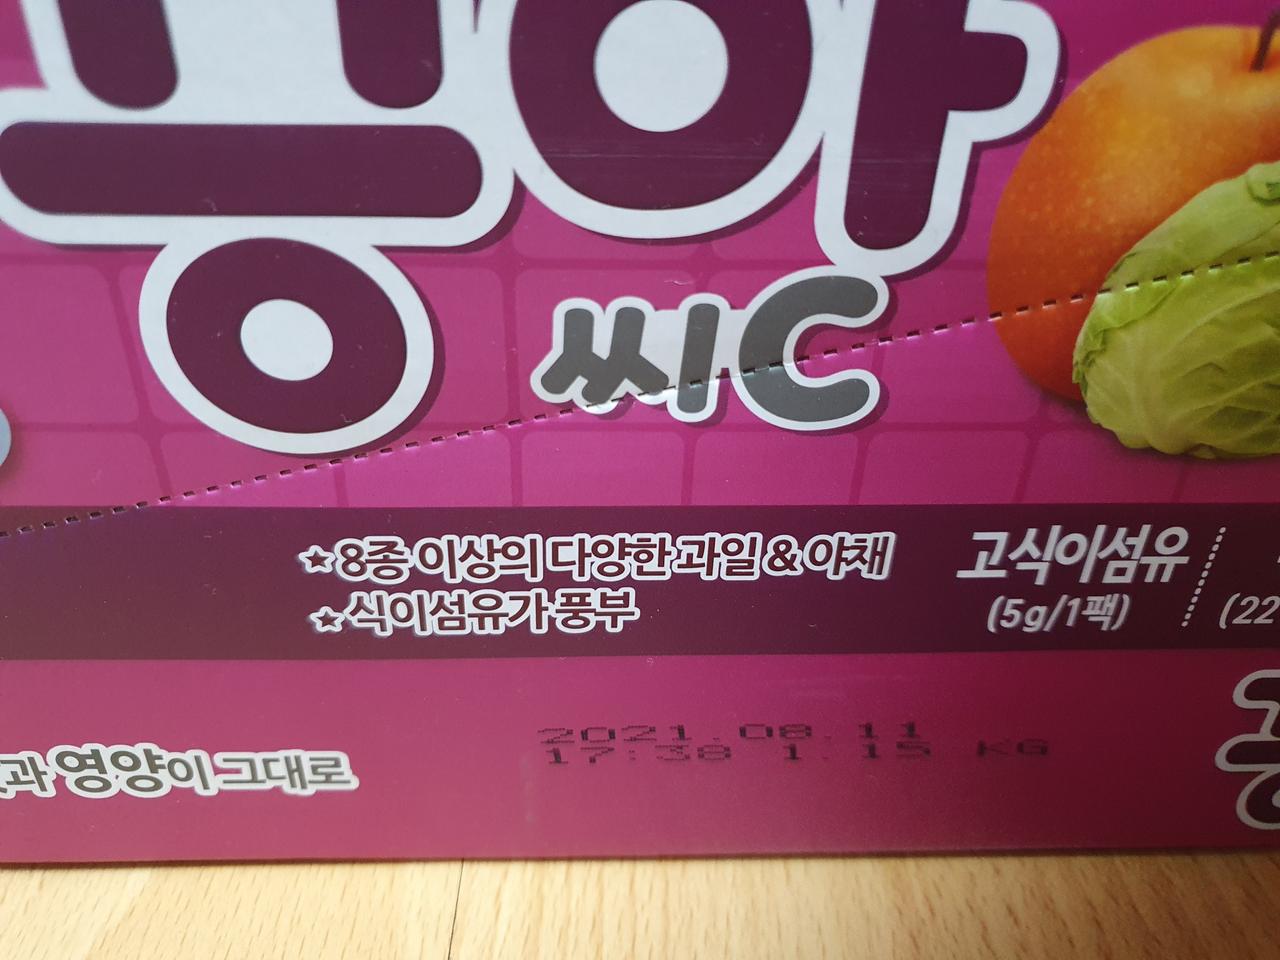 씨C
★8종 이상의 다양한 과일 & 야채
★식이섬유가 풍부
고식이섬유
(5g/1팩)
(22
과 영양이 그대로
2021.08.11
17:38 1.15 KG